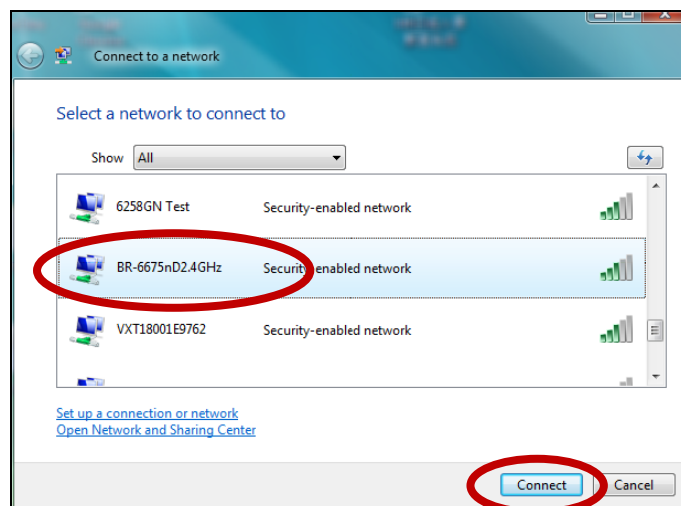 Connect to a network
Select a network to connect to
Show All
6258GN Test Security-enabled network
BR-6675nD2.4GHz Security-enabled network
VXT18001E9762 Security-enabled network
Set up a connection or network
Open Network and Sharing Center
Connect Cancel